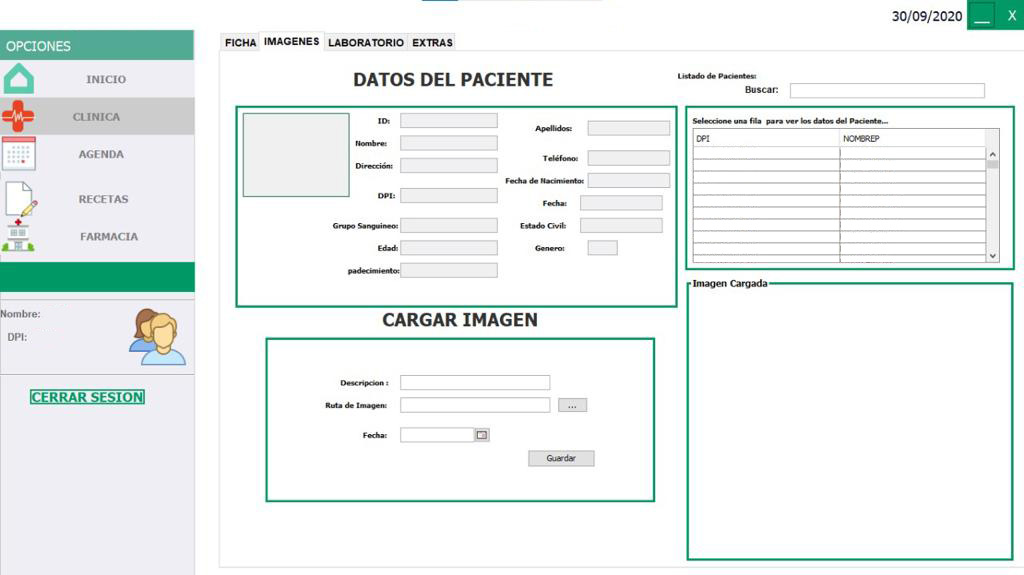 30/09/2020
X
OPCIONES
INICIO
CLINICA
AGENDA
RECETAS
FARMACIA
Nombre:
DPI:
CERRAR SESION
FICHA IMAGENES LABORATORIO EXTRAS
DATOS DEL PACIENTE
ID:
Nombre:
Dirección:
DPI:
Grupo Sanguineo:
Edad:
padecimiento:
Apellidos:
Teléfono:
Fecha de Nacimiento:
Fecha:
Estado Civil:
Genero:
CARGAR IMAGEN
Descripcion :
Ruta de Imagen:
...
Fecha:
Guardar
Listado de Pacientes:
Buscar:
Seleccione una fila para ver los datos del Paciente...
DPI NOMBREP
Imagen Cargada